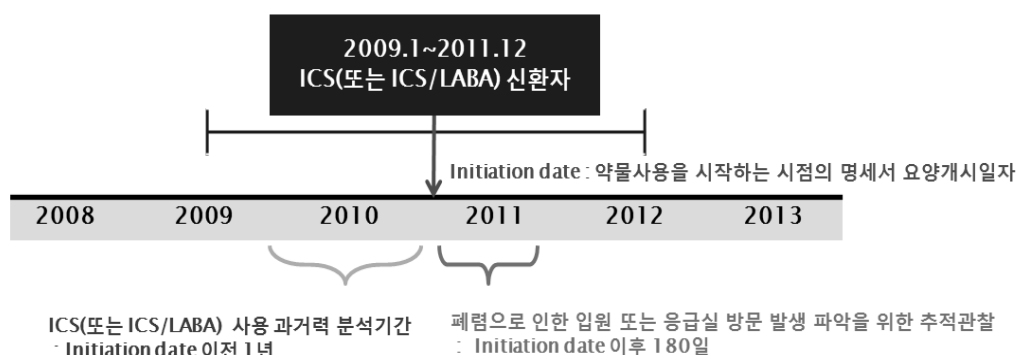 2009.1~2011.12
ICS(또는 ICS/LABA) 신환자
Initiation date : 약물사용을 시작하는 시점의 명세서 요양개시일자
2008 2009 2010 2011 2012 2013
ICS(또는 ICS/LABA) 사용 과거력 분석기간
: Initiation date 이전 1년
폐렴으로 인한 입원 또는 응급실 방문 발생 파악을 위한 추적관찰
: Initiation date 이후 180일